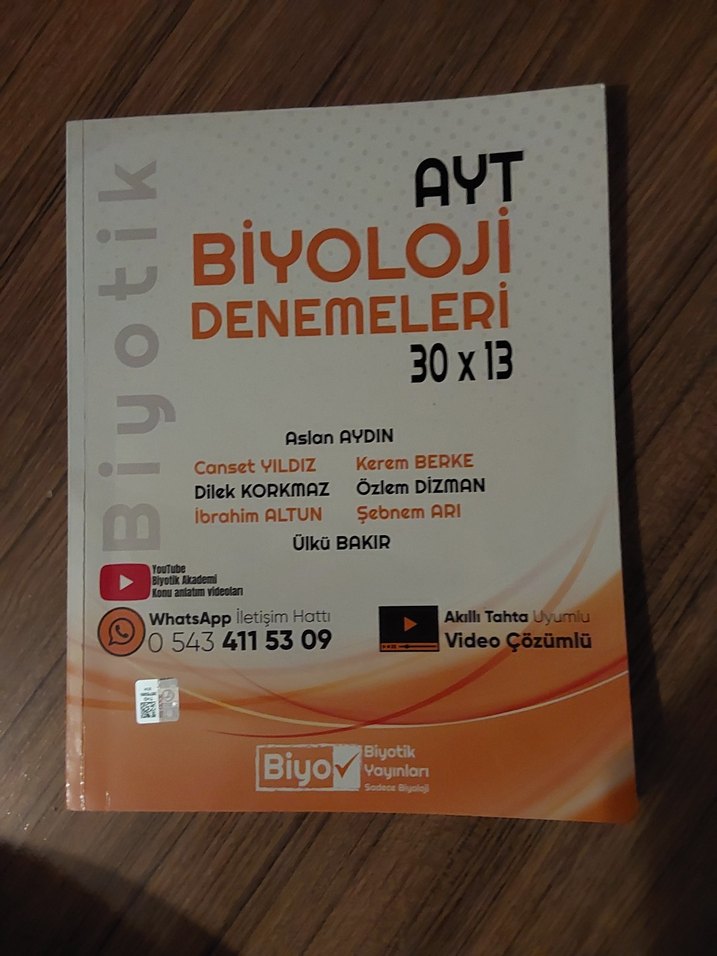 Biyotik
AYT
BİYOLOJİ
DENEMELERİ
30 x 13
Aslan AYDIN
Canset YILDIZ Kerem BERKE
Dilek KORKMAZ Özlem DİZMAN
İbrahim ALTUN Şebnem ARI
Ülkü BAKIR
YouTube
Biyotik Akademi
Konu anlatım videoları
WhatsApp İletişim Hattı
0 543 411 53 09
Akıllı Tahta Uyumlu
Video Çözümlü
Biyo
Biyotik
Yayınları
Sadece Biyoloji